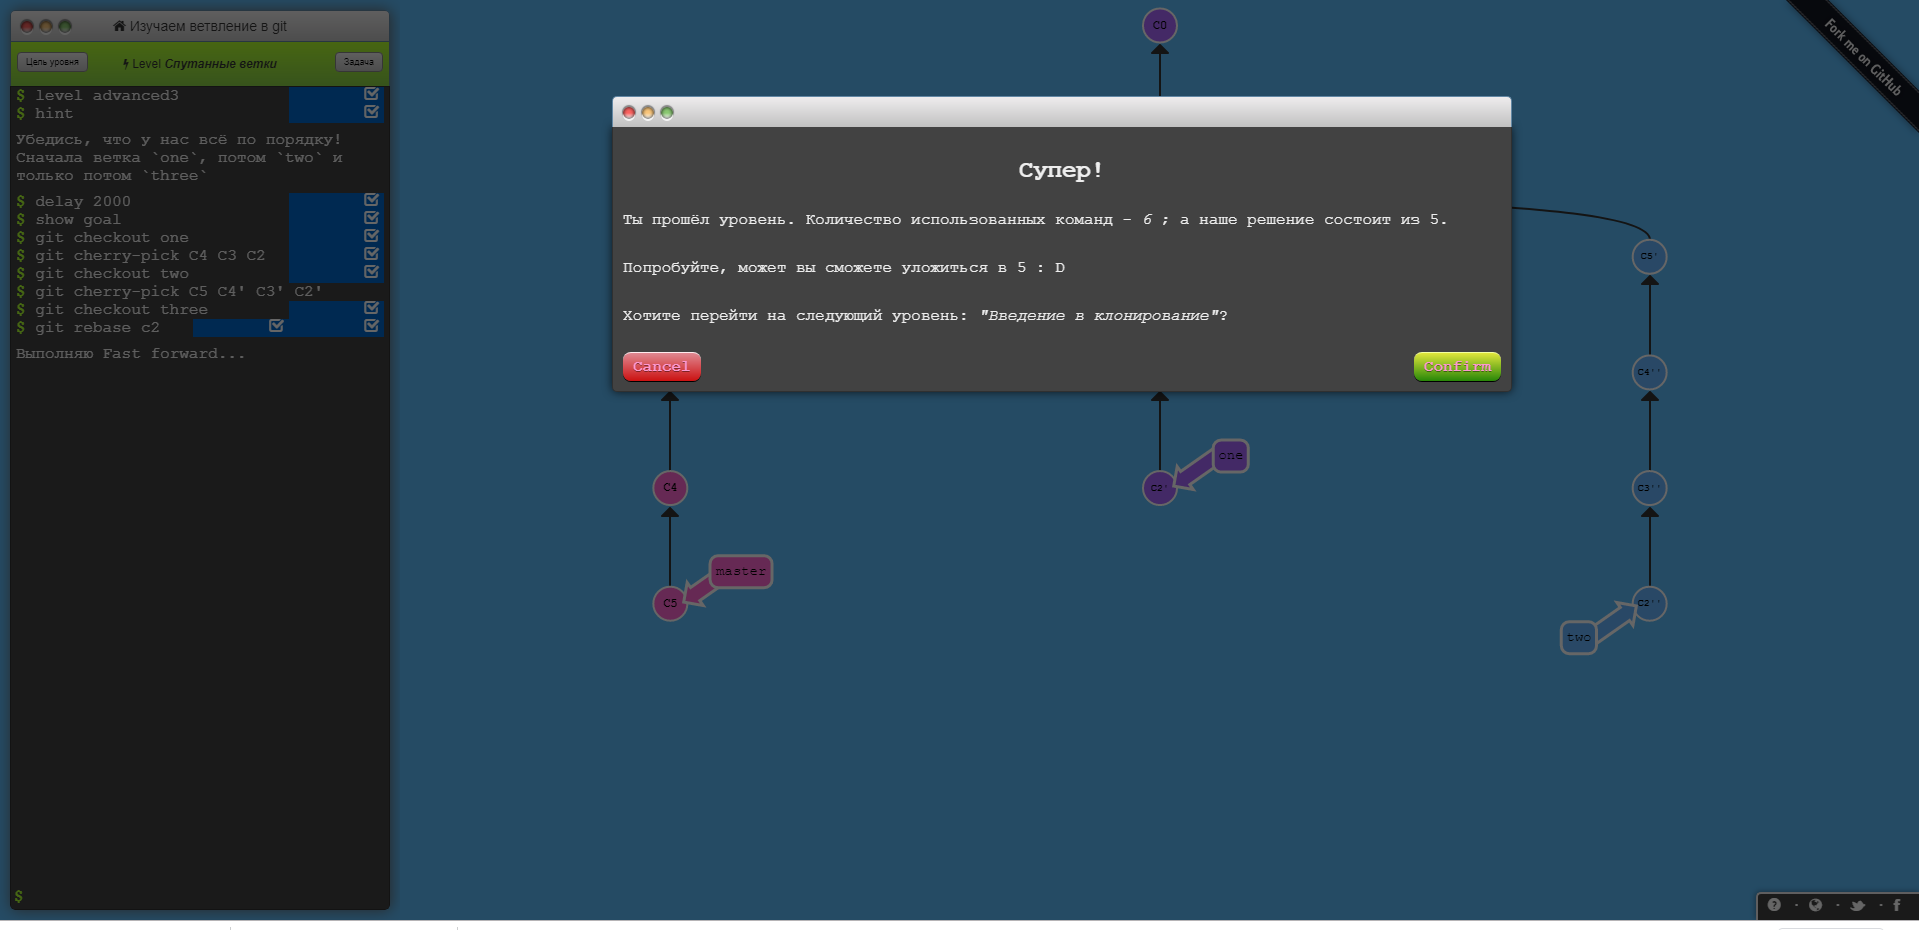 Изучаем ветвление в git
Цель уровня
Level Спутанные ветки
Задача
$ level advanced3
$ hint
Убедись, что у нас всё по порядку!
Сначала ветка `one`, потом `two` и
только потом `three`
$ delay 2000
$ show goal
$ git checkout one
$ git cherry-pick C4 C3 C2
$ git checkout two
$ git cherry-pick C5 C4' C3' C2'
$ git checkout three
$ git rebase c2
Выполняю Fast forward...
$
C0
Fork me on GitHub
Супер!
Ты прошёл уровень. Количество использованных команд - 6 ; а наше решение состоит из 5.
Попробуйте, может вы сможете уложиться в 5 : D
Хотите перейти на следующий уровень: "Введение в клонирование"?
Cancel
Confirm
C5'
C4''
one
C4
C2'
C3''
master
C5
C2''
two